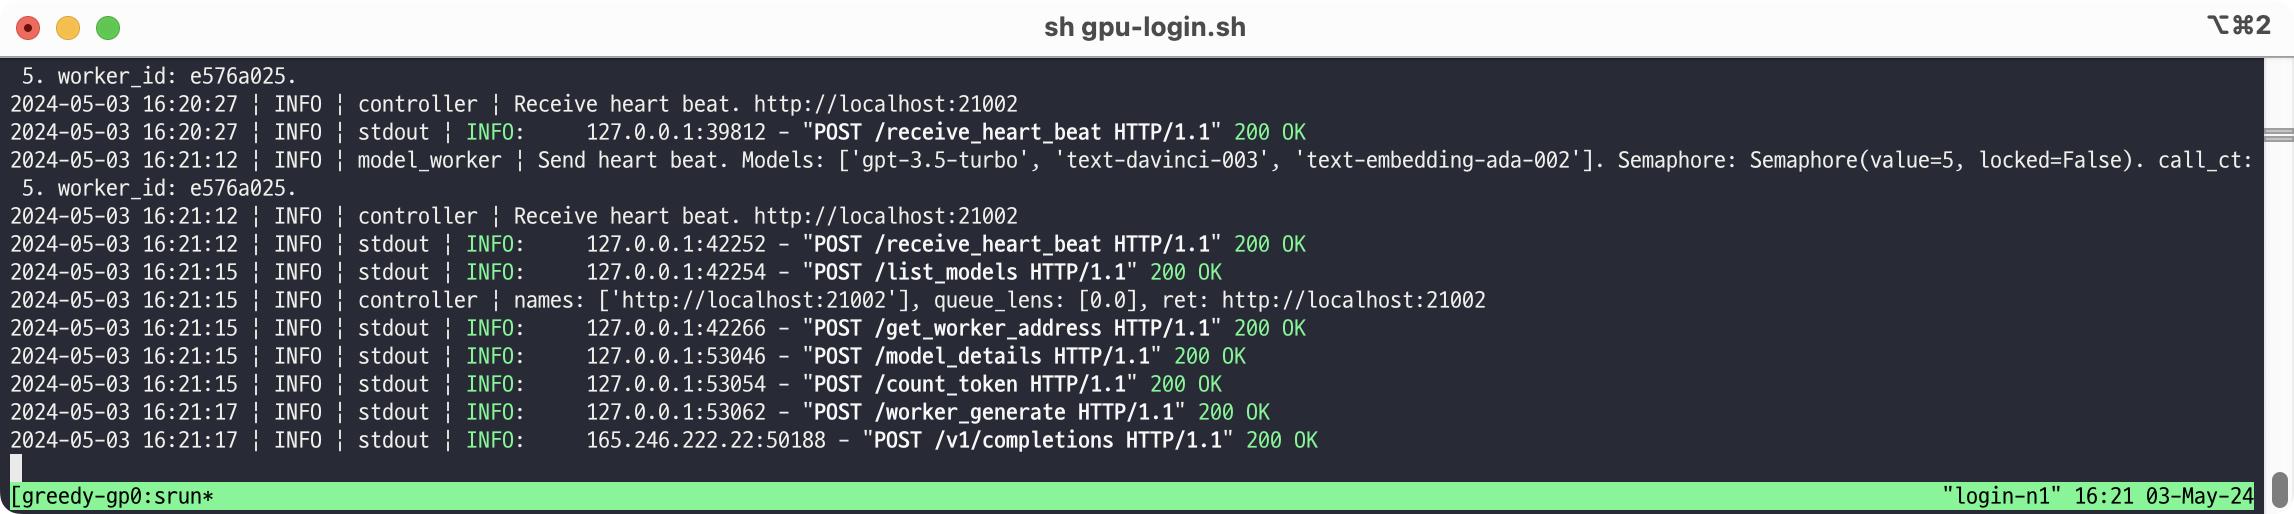 sh gpu-login.sh
⌥⌘2
 5. worker_id: e576a025.
2024-05-03 16:20:27 | INFO | controller | Receive heart beat. http://localhost:21002
2024-05-03 16:20:27 | INFO | stdout | INFO:     127.0.0.1:39812 - "POST /receive_heart_beat HTTP/1.1" 200 OK
2024-05-03 16:21:12 | INFO | model_worker | Send heart beat. Models: ['gpt-3.5-turbo', 'text-davinci-003', 'text-embedding-ada-002']. Semaphore: Semaphore(value=5, locked=False). call_ct:
 5. worker_id: e576a025.
2024-05-03 16:21:12 | INFO | controller | Receive heart beat. http://localhost:21002
2024-05-03 16:21:12 | INFO | stdout | INFO:     127.0.0.1:42252 - "POST /receive_heart_beat HTTP/1.1" 200 OK
2024-05-03 16:21:15 | INFO | stdout | INFO:     127.0.0.1:42254 - "POST /list_models HTTP/1.1" 200 OK
2024-05-03 16:21:15 | INFO | controller | names: ['http://localhost:21002'], queue_lens: [0.0], ret: http://localhost:21002
2024-05-03 16:21:15 | INFO | stdout | INFO:     127.0.0.1:42266 - "POST /get_worker_address HTTP/1.1" 200 OK
2024-05-03 16:21:15 | INFO | stdout | INFO:     127.0.0.1:53046 - "POST /model_details HTTP/1.1" 200 OK
2024-05-03 16:21:15 | INFO | stdout | INFO:     127.0.0.1:53054 - "POST /count_token HTTP/1.1" 200 OK
2024-05-03 16:21:17 | INFO | stdout | INFO:     127.0.0.1:53062 - "POST /worker_generate HTTP/1.1" 200 OK
2024-05-03 16:21:17 | INFO | stdout | INFO:     165.246.222.22:50188 - "POST /v1/completions HTTP/1.1" 200 OK
[greedy-gp0:srun* "login-n1" 16:21 03-May-24